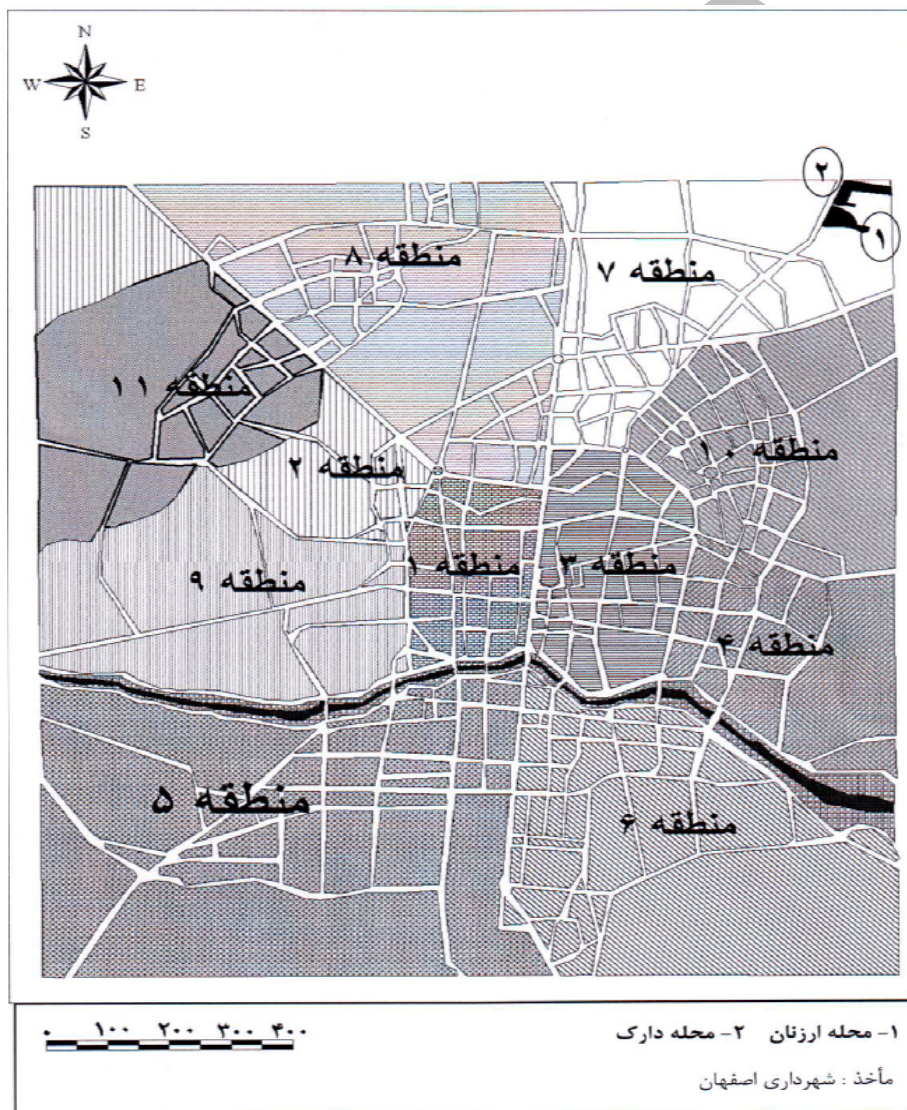 N
W E
S
۲
۱
منطقه ۸
منطقه ۷
منطقه ۱۱
منطقه ۲
منطقه ۱۰
منطقه ۹
منطقه ۱
منطقه ۳
منطقه ۴
منطقه ۵
منطقه ۶
۰ ۱۰۰ ۲۰۰ ۳۰۰ ۴۰۰
۱- محله ارزنان ۲- محله دارک
مأخذ : شهرداری اصفهان